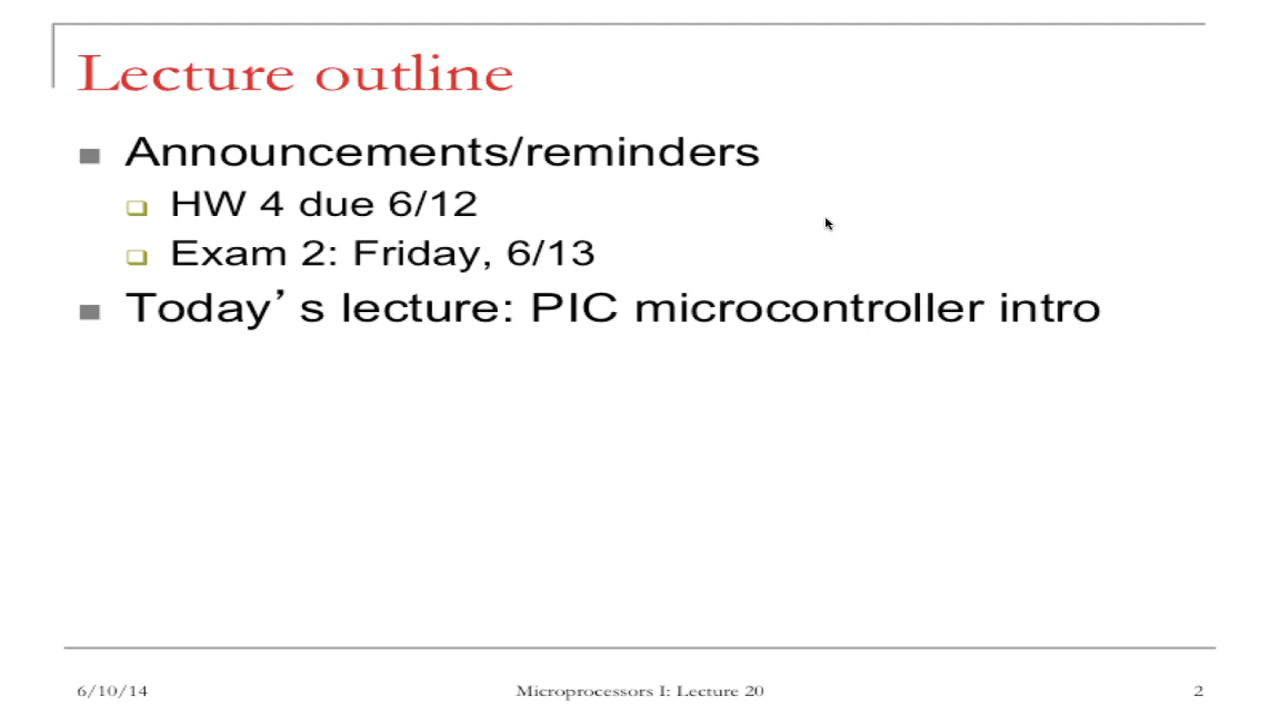 Lecture outline
Announcements/reminders
HW 4 due 6/12
Exam 2: Friday, 6/13
Today’s lecture: PIC microcontroller intro
6/10/14
Microprocessors I: Lecture 20
2